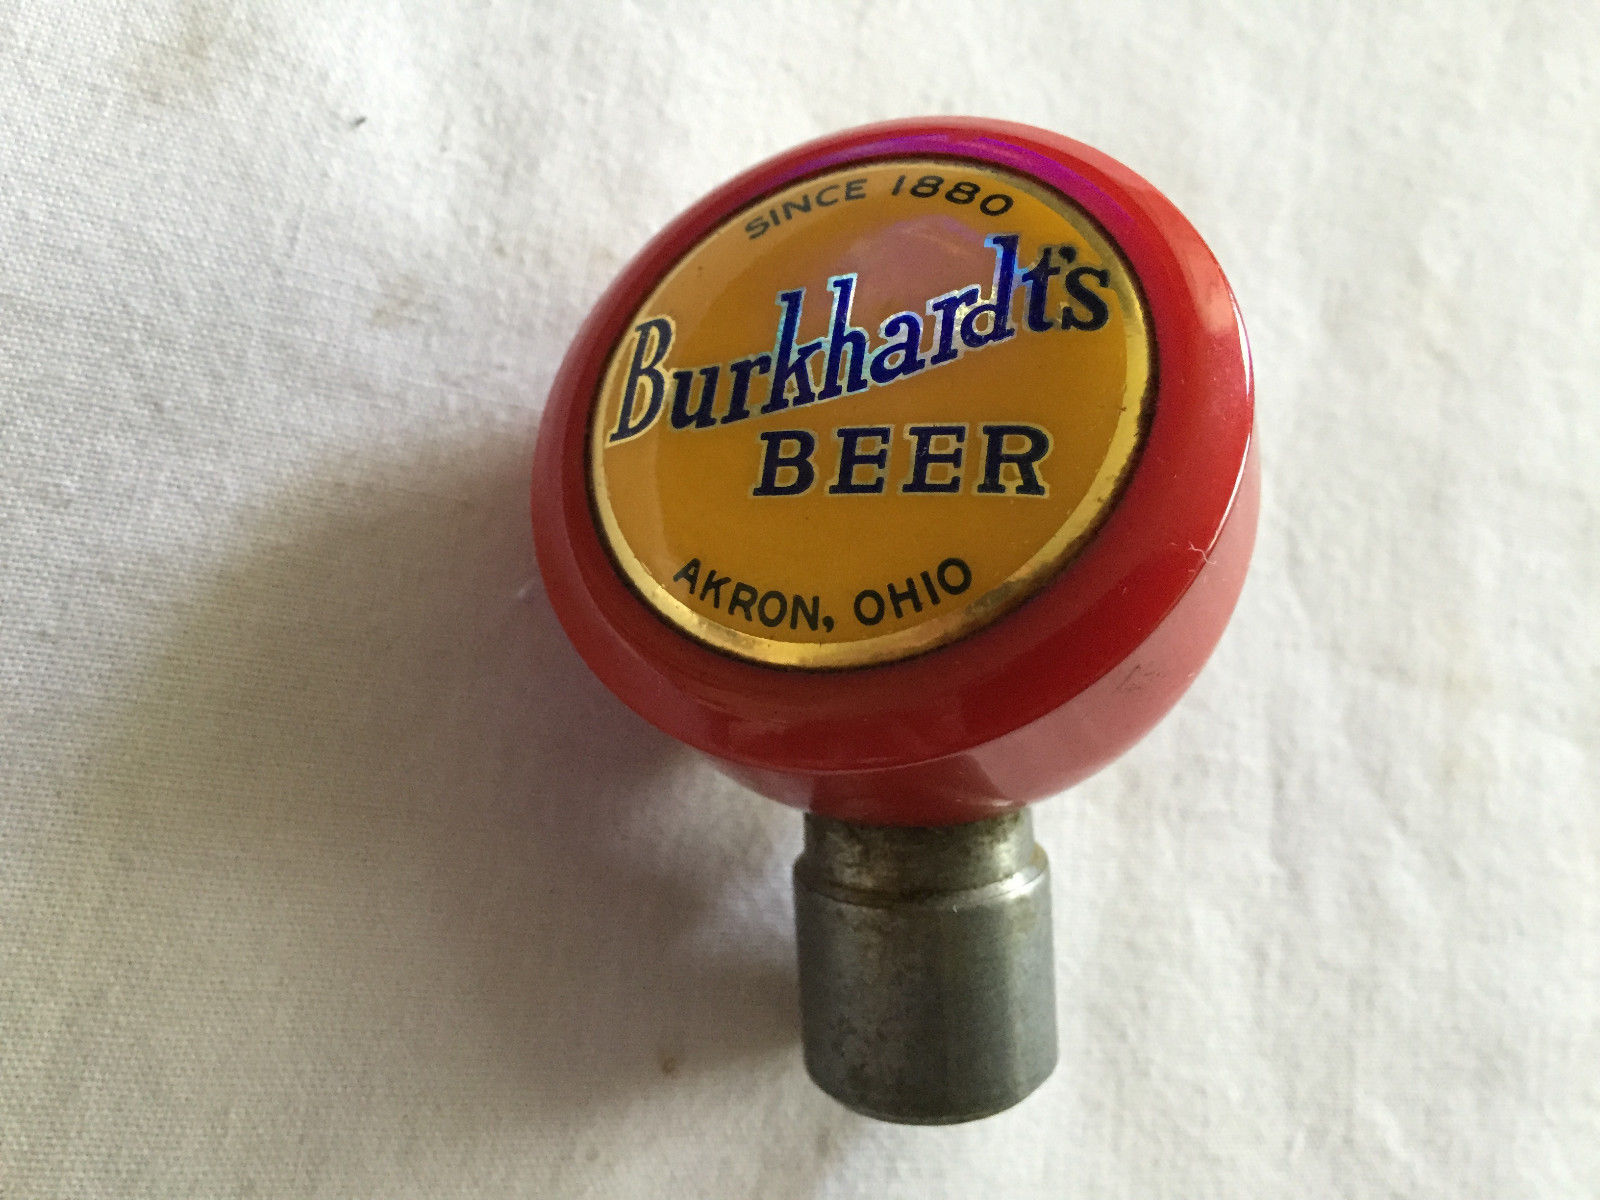 SINCE 1880
Burkhardt's
BEER
AKRON, OHIO